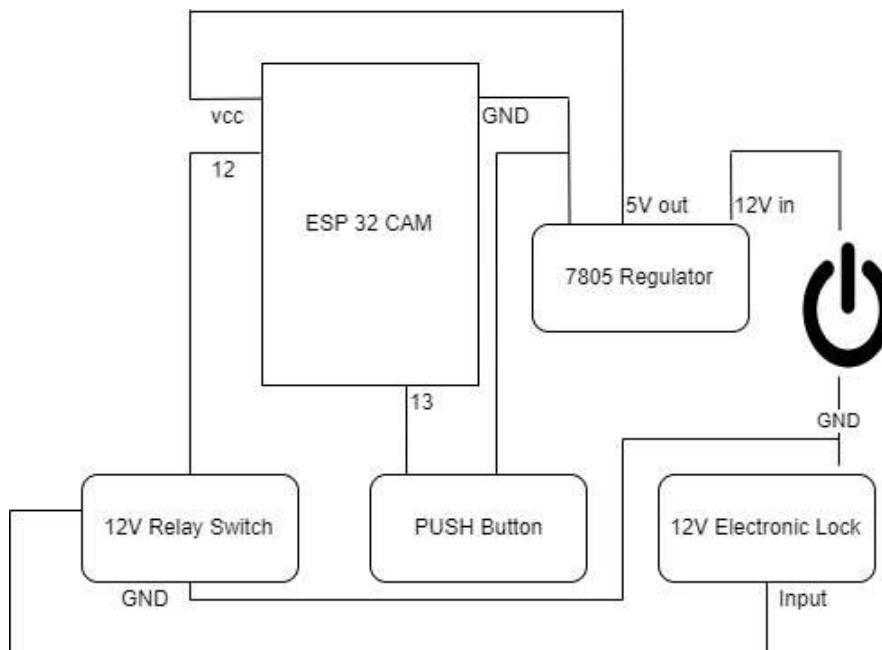 vcc
GND
12
ESP 32 CAM
5V out
12V in
7805 Regulator
13
GND
12V Relay Switch
PUSH Button
12V Electronic Lock
GND
Input